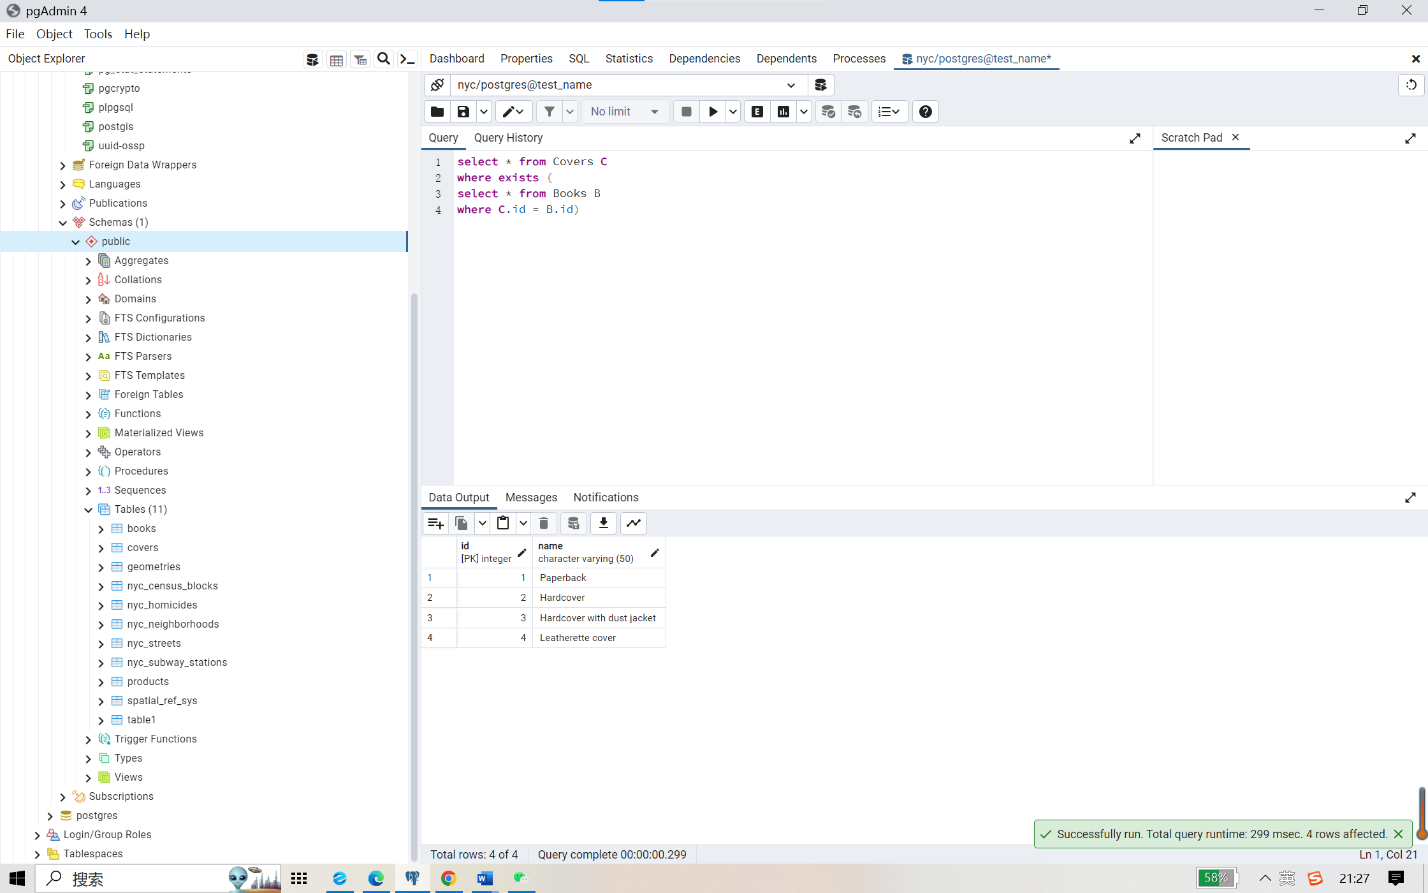 pgAdmin 4
File Object Tools Help
Object Explorer
Dashboard Properties SQL Statistics Dependencies Dependents Processes nyc/postgres@test_name*
pg_stat_statements
pgcrypto
plpgsql
postgis
uuid-ossp
Foreign Data Wrappers
Languages
Publications
Schemas (1)
public
Aggregates
Collations
Domains
FTS Configurations
FTS Dictionaries
Aa FTS Parsers
FTS Templates
Foreign Tables
Functions
Materialized Views
Operators
Procedures
1..3 Sequences
Tables (11)
books
covers
geometries
nyc_census_blocks
nyc_homicides
nyc_neighborhoods
nyc_streets
nyc_subway_stations
products
spatial_ref_sys
table1
Trigger Functions
Types
Views
Subscriptions
postgres
Login/Group Roles
Tablespaces
nyc/postgres@test_name
No limit
E
Query Query History
Scratch Pad
1 select * from Covers C
2 where exists (
3 select * from Books B
4 where C.id = B.id)
Data Output Messages Notifications
id name
[PK] integer character varying (50)
1 1 Paperback
2 2 Hardcover
3 3 Hardcover with dust jacket
4 4 Leatherette cover
Successfully run. Total query runtime: 299 msec. 4 rows affected.
Total rows: 4 of 4 Query complete 00:00:00.299 Ln 1, Col 21
搜索
58%
英
21:27